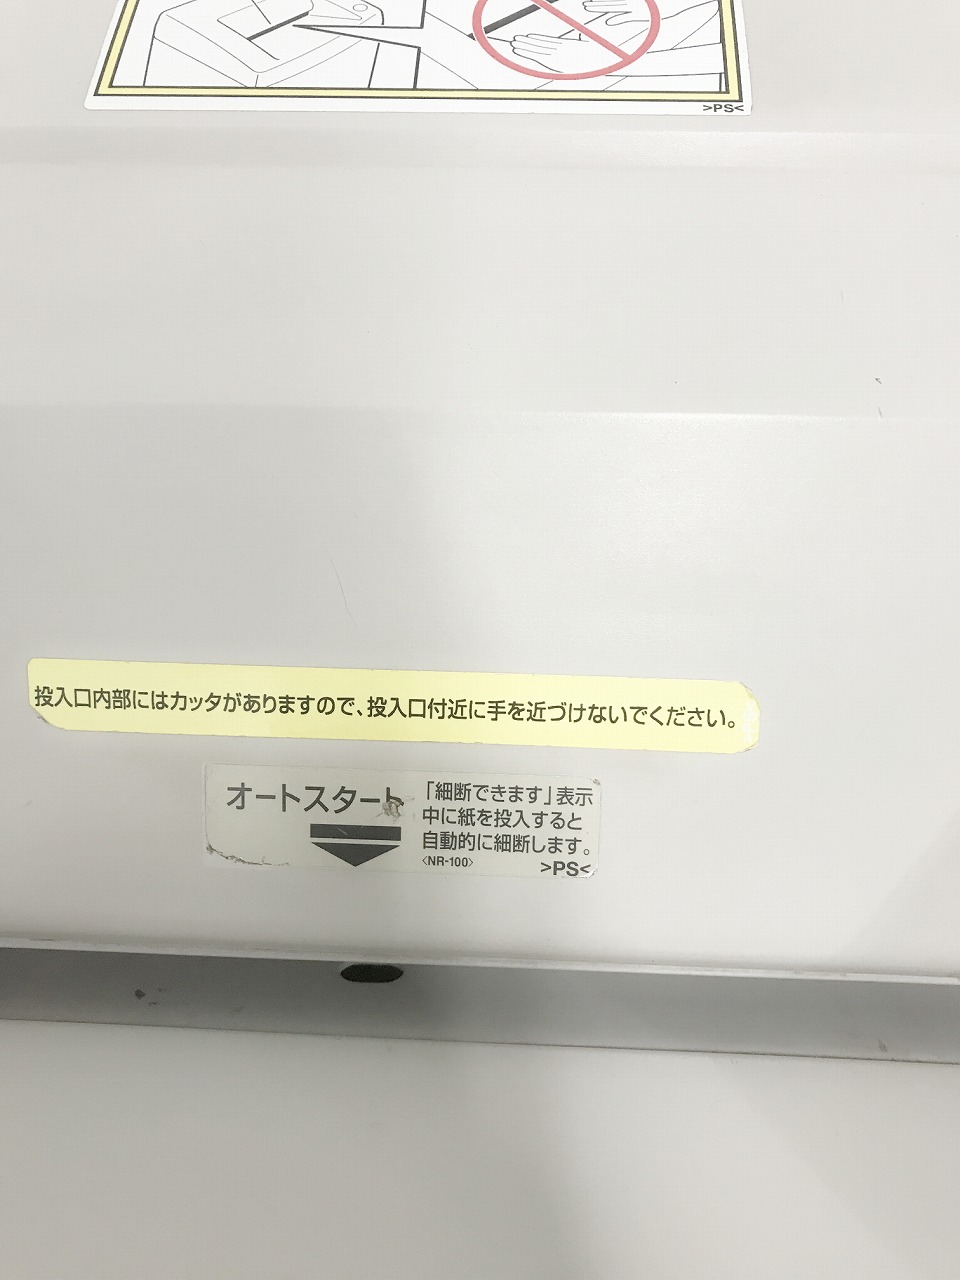 >PS<
投入口内部にはカッタがありますので、投入口付近に手を近づけないでください。
オートスタート
「細断できます」表示
中に紙を投入すると
自動的に細断します。
〈NR-100〉
>PS<